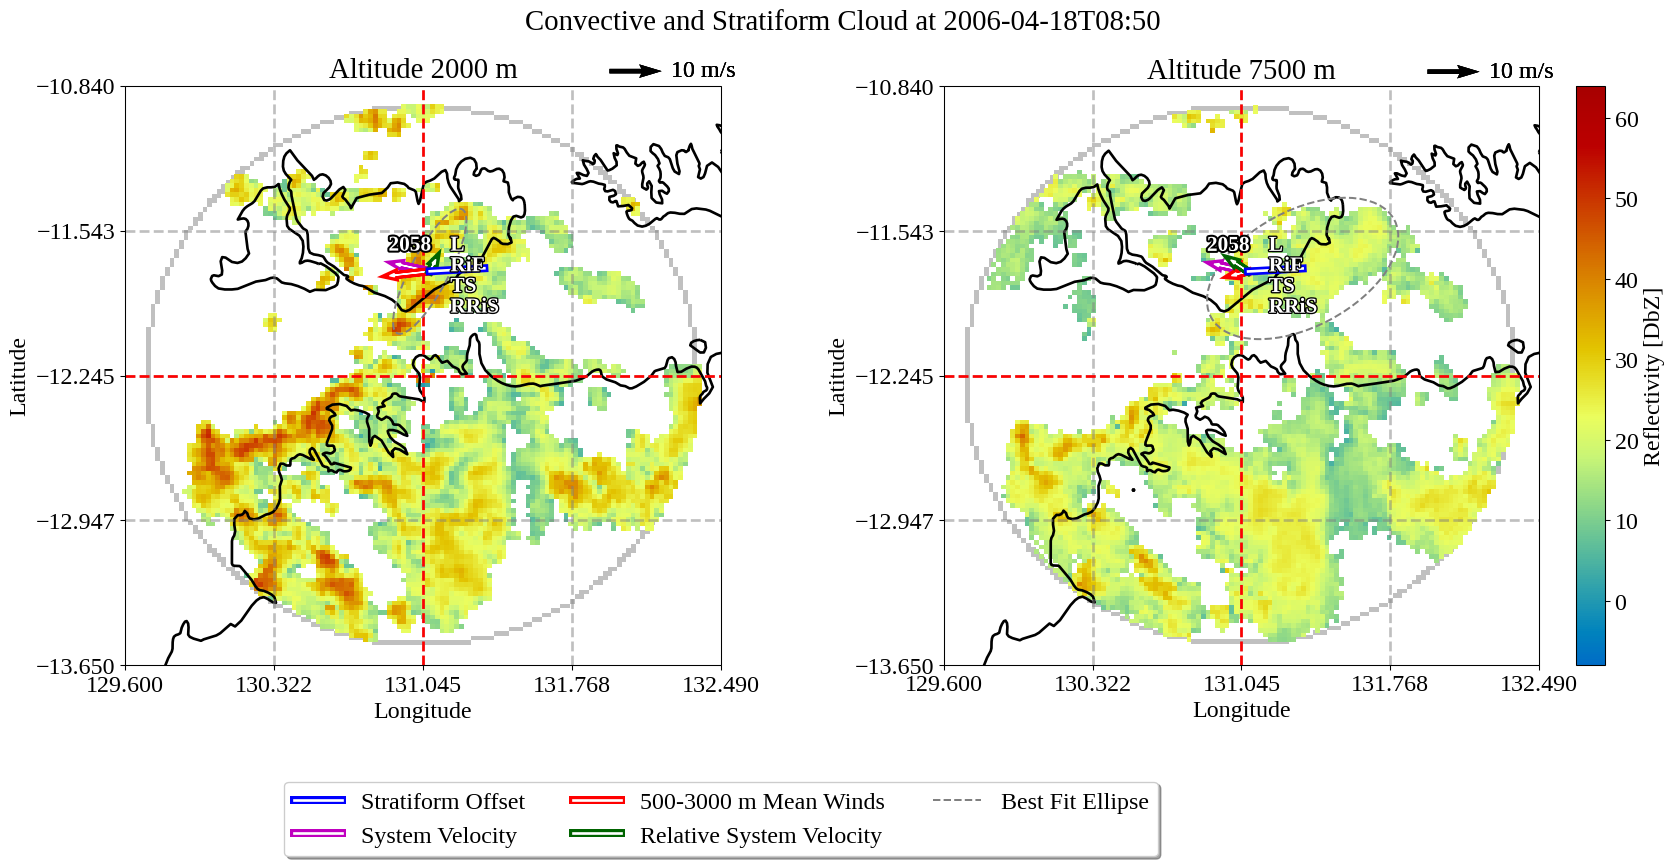 Convective and Stratiform Cloud at 2006-04-18T08:50
Altitude 2000 m
10 m/s
Altitude 7500 m
10 m/s
−10.840
−11.543
−12.245
−12.947
−13.650
Latitude
129.600
130.322
131.045
131.768
132.490
Longitude
2058
L
RiE
TS
RRiS
−10.840
−11.543
−12.245
−12.947
−13.650
Latitude
129.600
130.322
131.045
131.768
132.490
Longitude
2058
L
RiE
TS
RRiS
60
50
40
30
20
10
0
Reflectivity [DbZ]
Stratiform Offset
500-3000 m Mean Winds
Best Fit Ellipse
System Velocity
Relative System Velocity